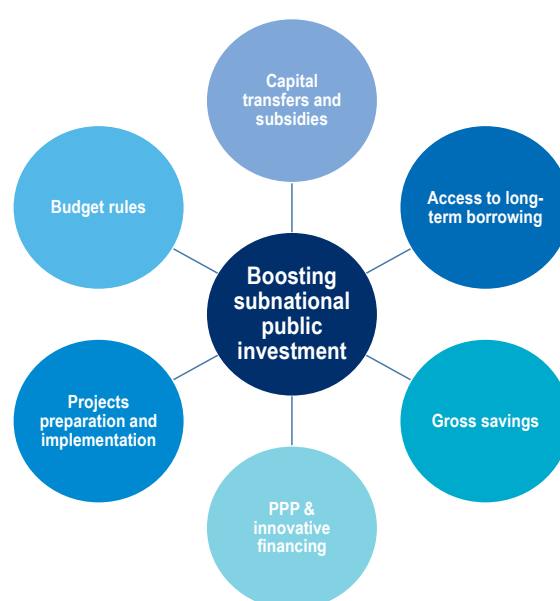 Capital
transfers and
subsidies
Budget rules
Access to long-
term borrowing
Boosting
subnational
public
investment
Projects
preparation and
implementation
Gross savings
PPP &
innovative
financing